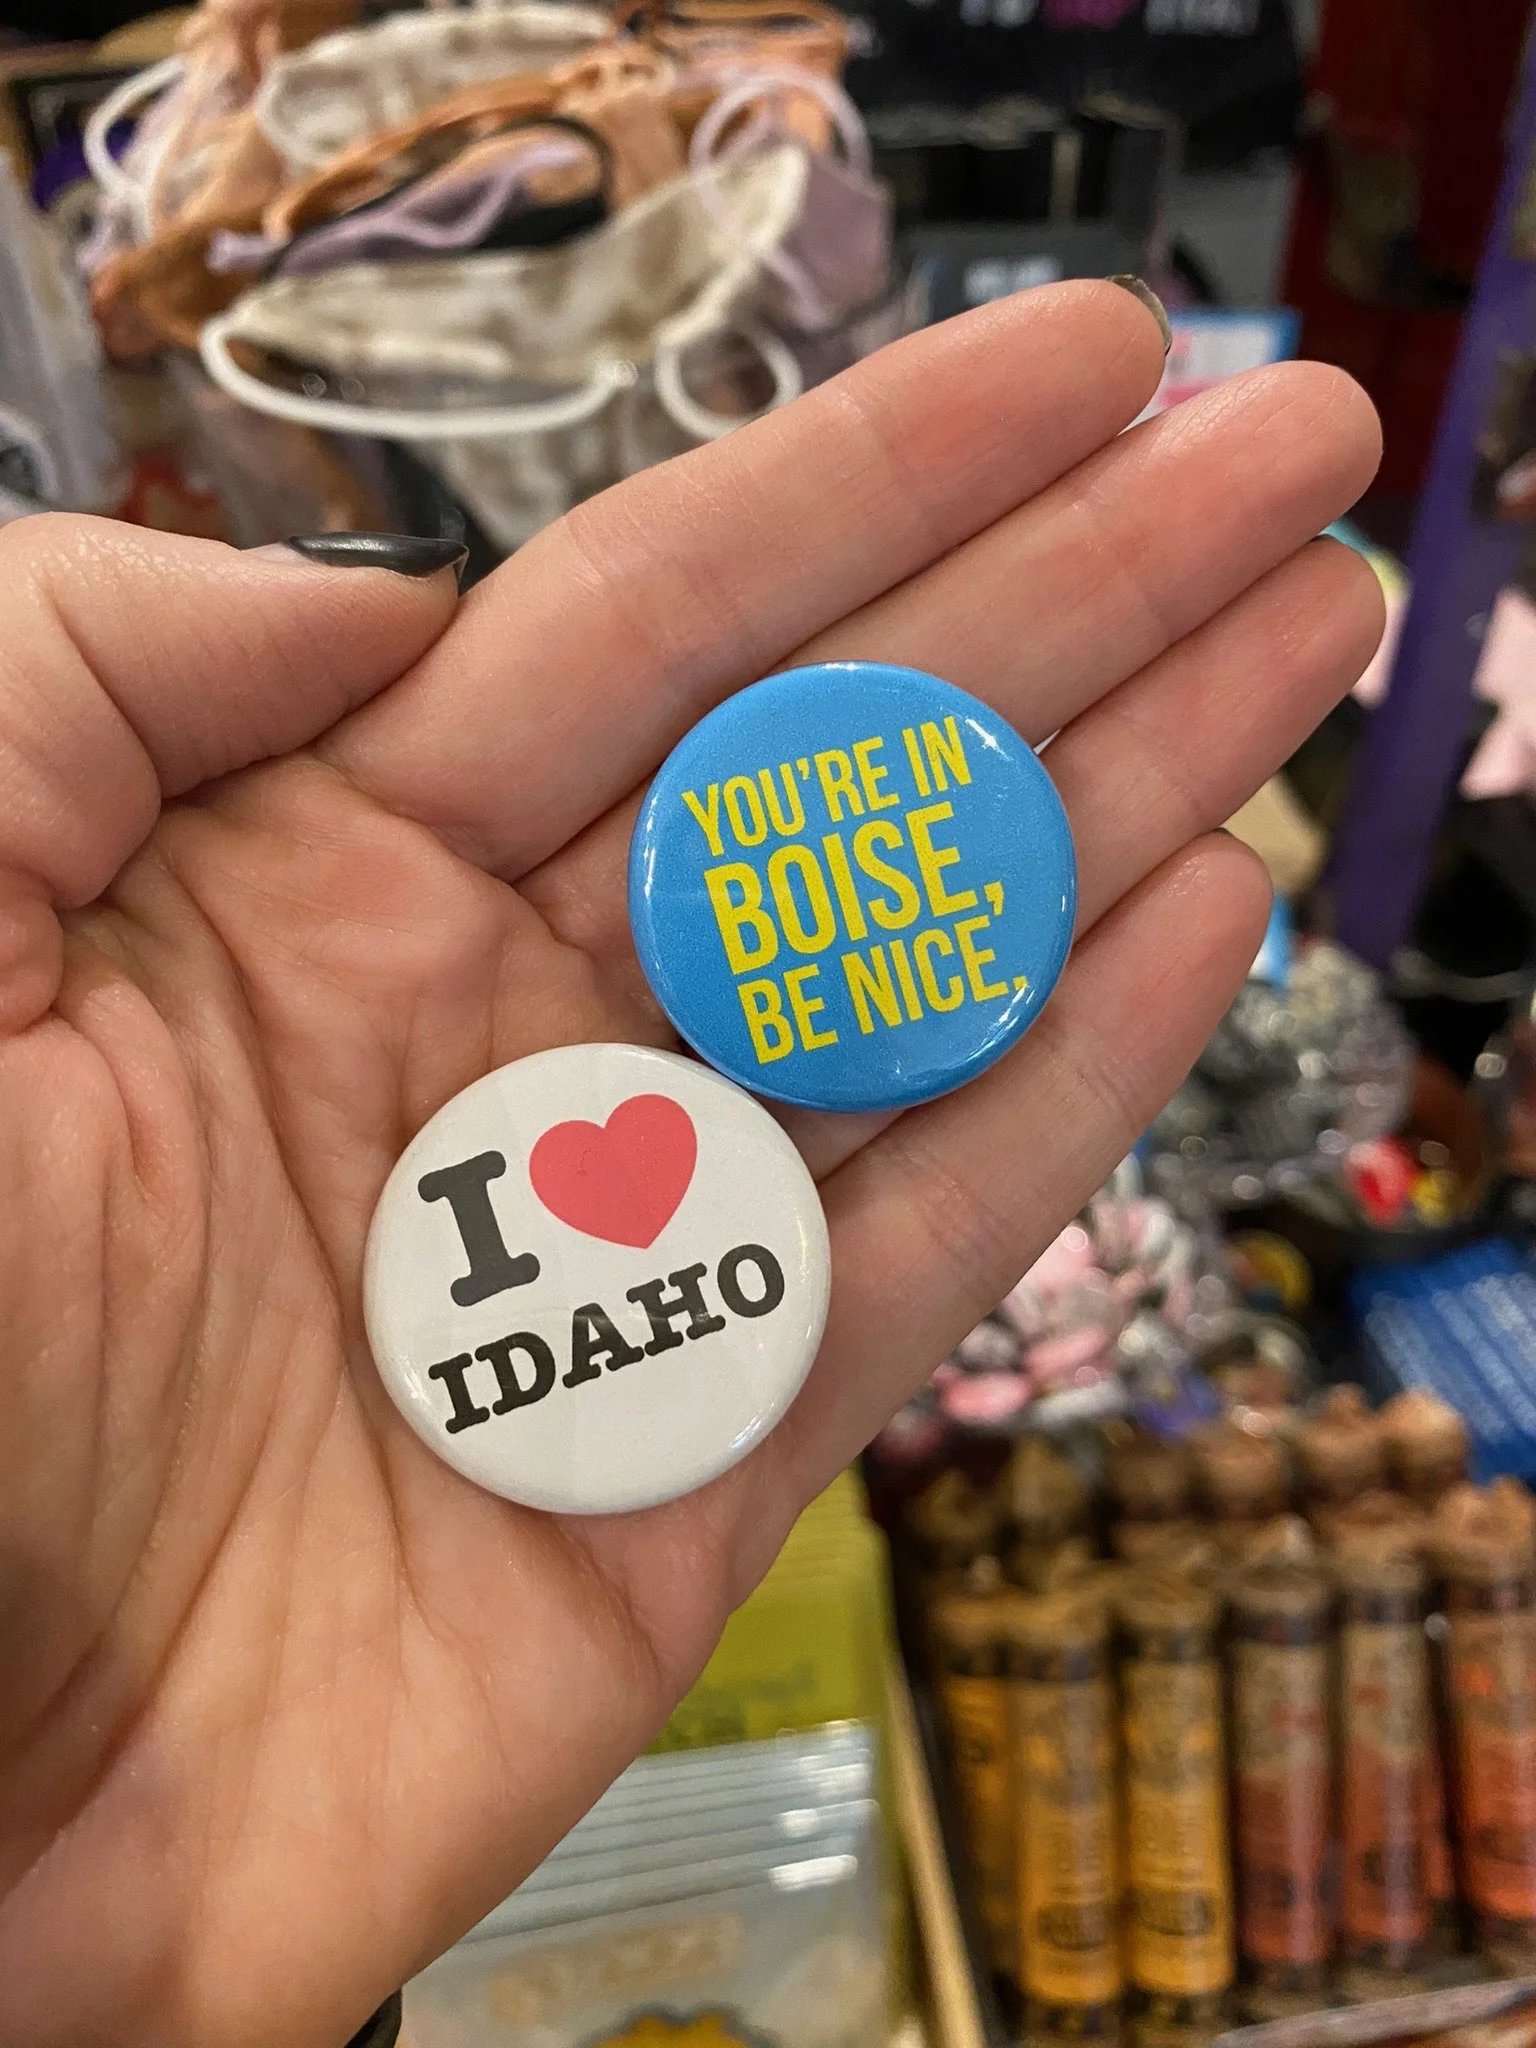 YOU'RE IN
BOISE,
BE NICE.
I ♥
IDAHO